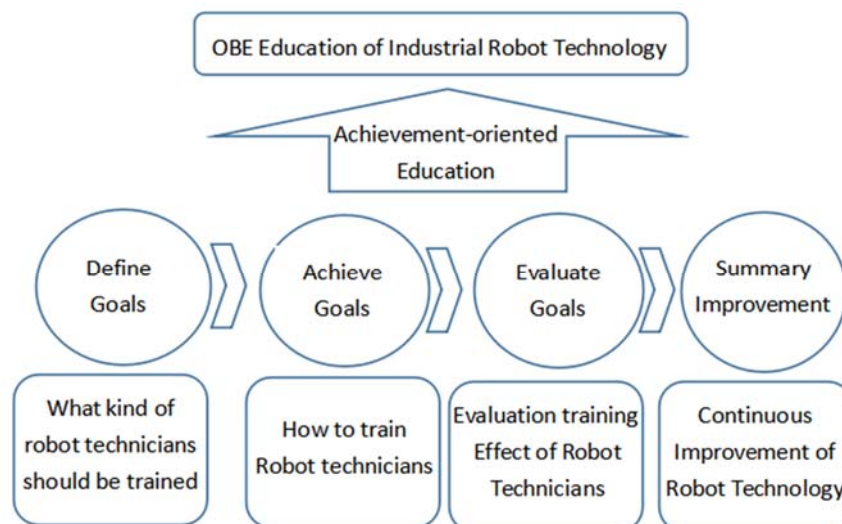 OBE Education of Industrial Robot Technology
Achievement-oriented
Education
Define
Goals
Achieve
Goals
Evaluate
Goals
Summary
Improvement
What kind of
robot technicians
should be trained
How to train
Robot technicians
Evaluation training
Effect of Robot
Technicians
Continuous
Improvement of
Robot Technology